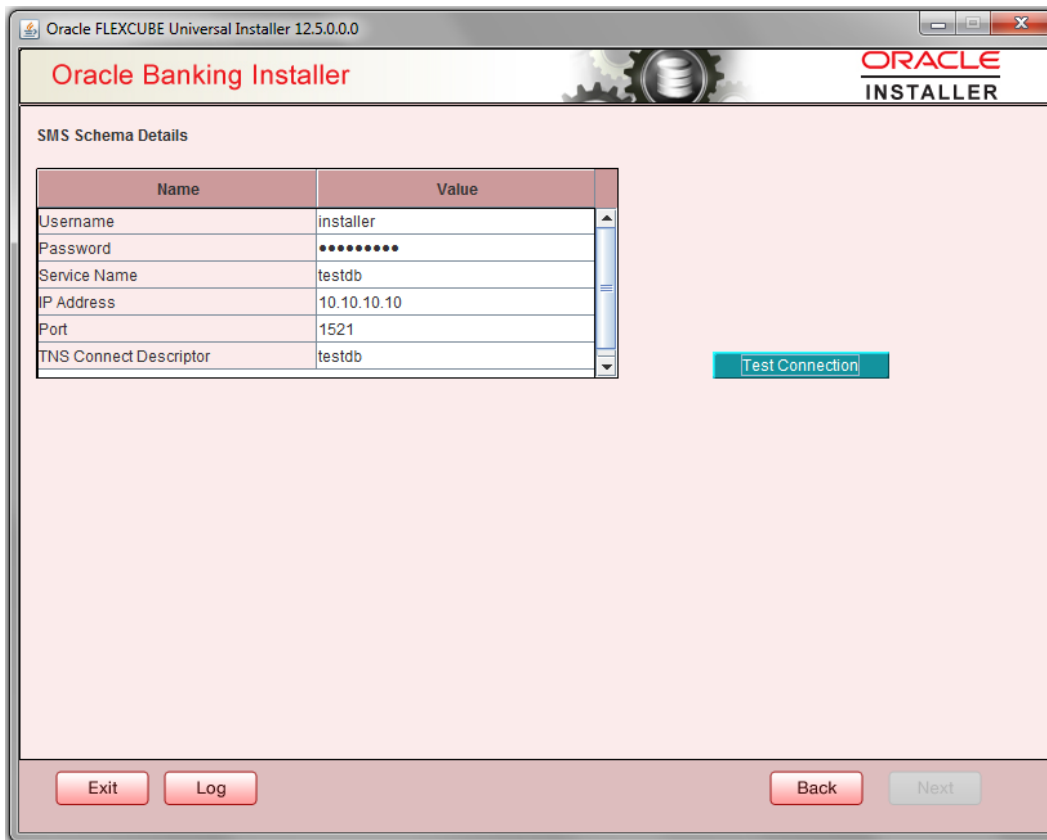 Oracle FLEXCUBE Universal Installer 12.5.0.0.0
Oracle Banking Installer
ORACLE
INSTALLER
SMS Schema Details
Name Value
Username installer
Password •••••••••
Service Name testdb
IP Address 10.10.10.10
Port 1521
TNS Connect Descriptor testdb
Test Connection
Exit Log Back Next